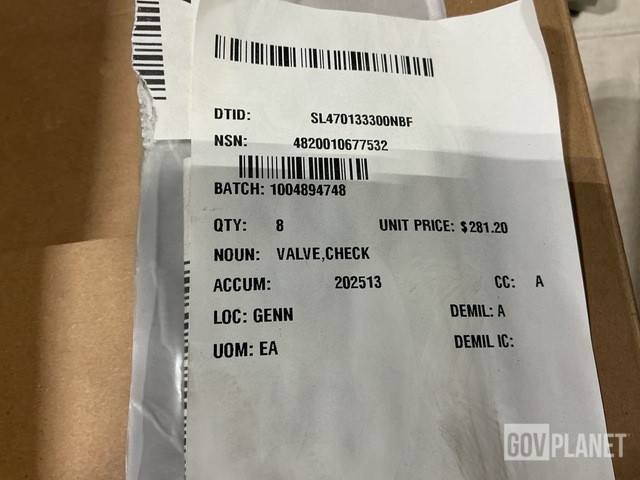 DTID: SL470133300NBF
NSN: 4820010677532
BATCH: 1004894748
QTY: 8 UNIT PRICE: $281.20
NOUN: VALVE,CHECK
ACCUM: 202513 CC: A
LOC: GENN DEMIL: A
UOM: EA DEMIL IC:
GOVPLANET